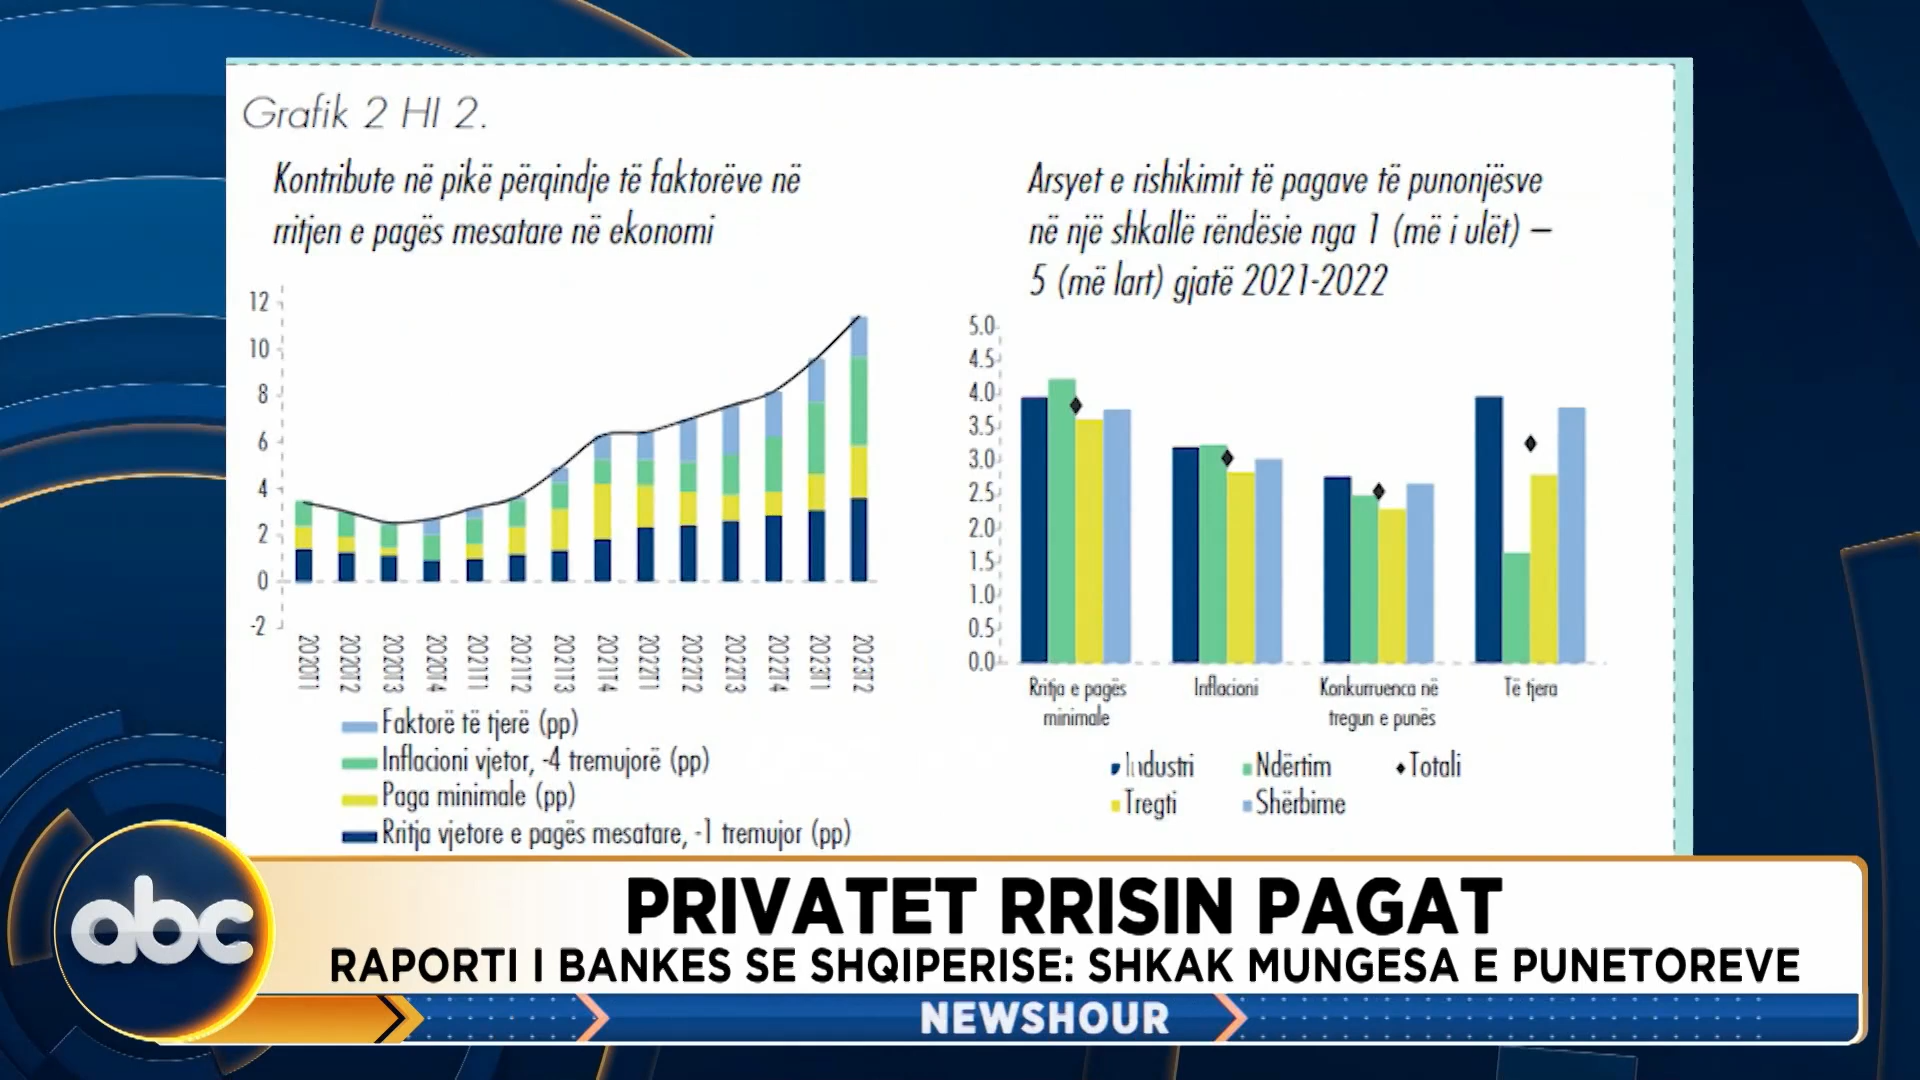 Grafik 2 HI 2.
Kontribute në pikë përqindje të faktorëve në
rritjen e pagës mesatare në ekonomi
12
10
8
6
4
2
0
-2
2020T1
2020T2
2020T3
2020T4
2021T1
2021T2
2021T3
2021T4
2022T1
2022T2
2022T3
2022T4
2023T1
2023T2
Faktorë të tjerë (pp)
Inflacioni vjetor, -4 tremujorë (pp)
Paga minimale (pp)
Rritja vjetore e pagës mesatare, -1 tremujor (pp)
Arsyet e rishikimit të pagave të punonjësve
në një shkallë rëndësie nga 1 (më i ulët) –
5 (më lart) gjatë 2021-2022
5.0
4.5
4.0
3.5
3.0
2.5
2.0
1.5
1.0
0.5
0.0
Rritja e pagës
minimale
Inflacioni
Konkurruenca në
tregun e punës
Të tjera
Industri
Ndërtim
Totali
Tregti
Shërbime
abc
PRIVATET RRISIN PAGAT
RAPORTI I BANKES SE SHQIPERISE: SHKAK MUNGESA E PUNETOREVE
NEWSHOUR